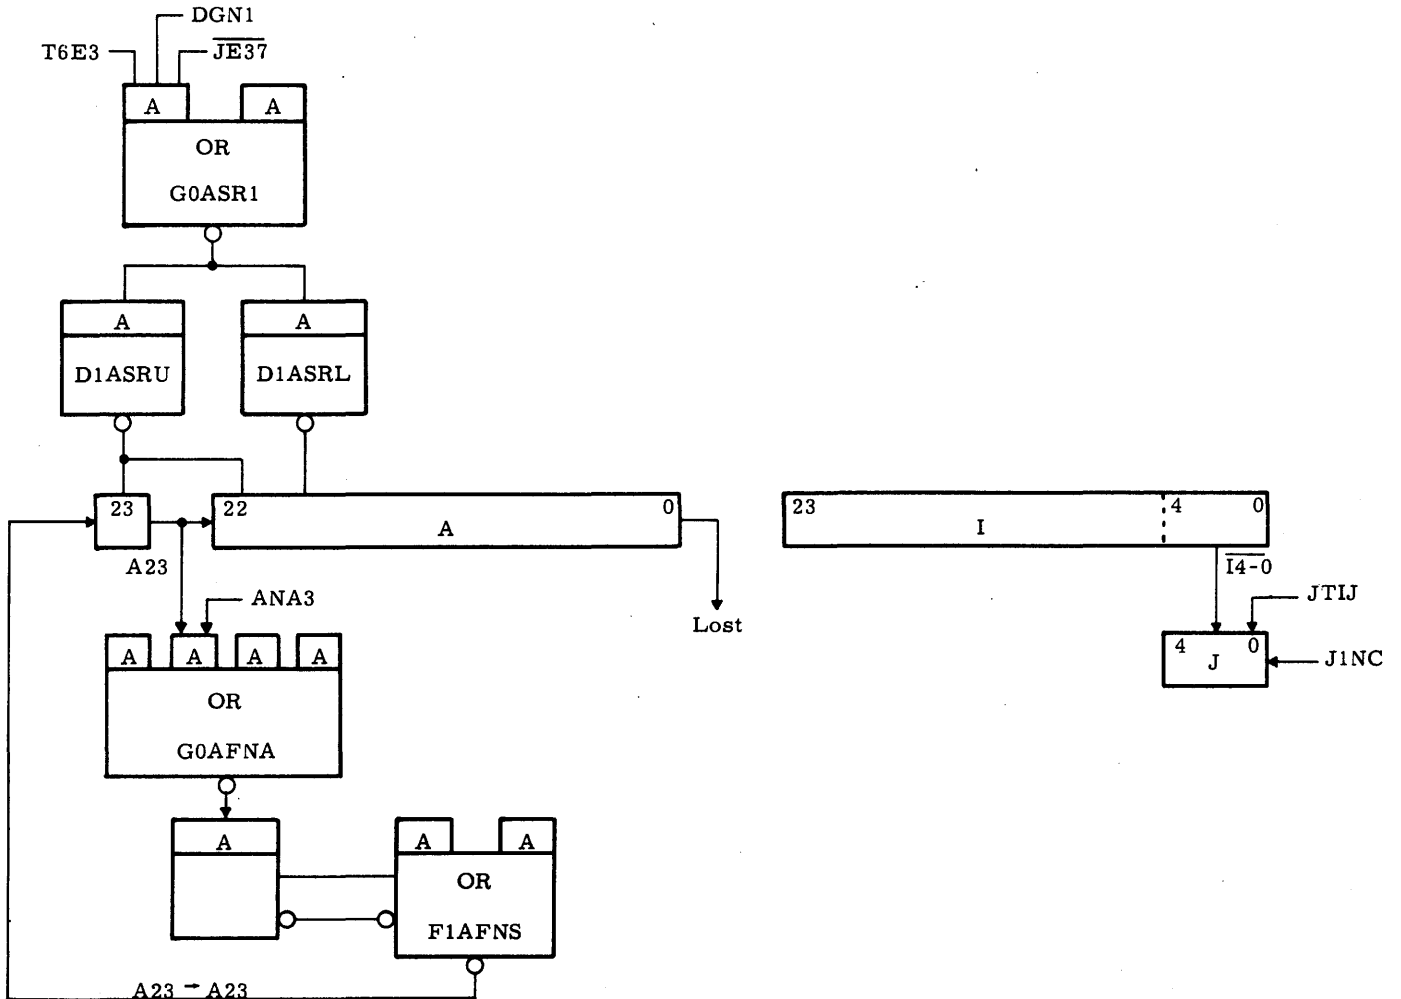 DGN1
T6E3
JE37
A A
OR
G0ASR1
A A
D1ASRU D1ASRL
23 22 0 23 4 0
A I
A23
I4-0
ANA3
JTIJ
Lost
A A A A
4 0
J
J1NC
OR
G0AFNA
A A A
OR
F1AFNS
A23 → A23